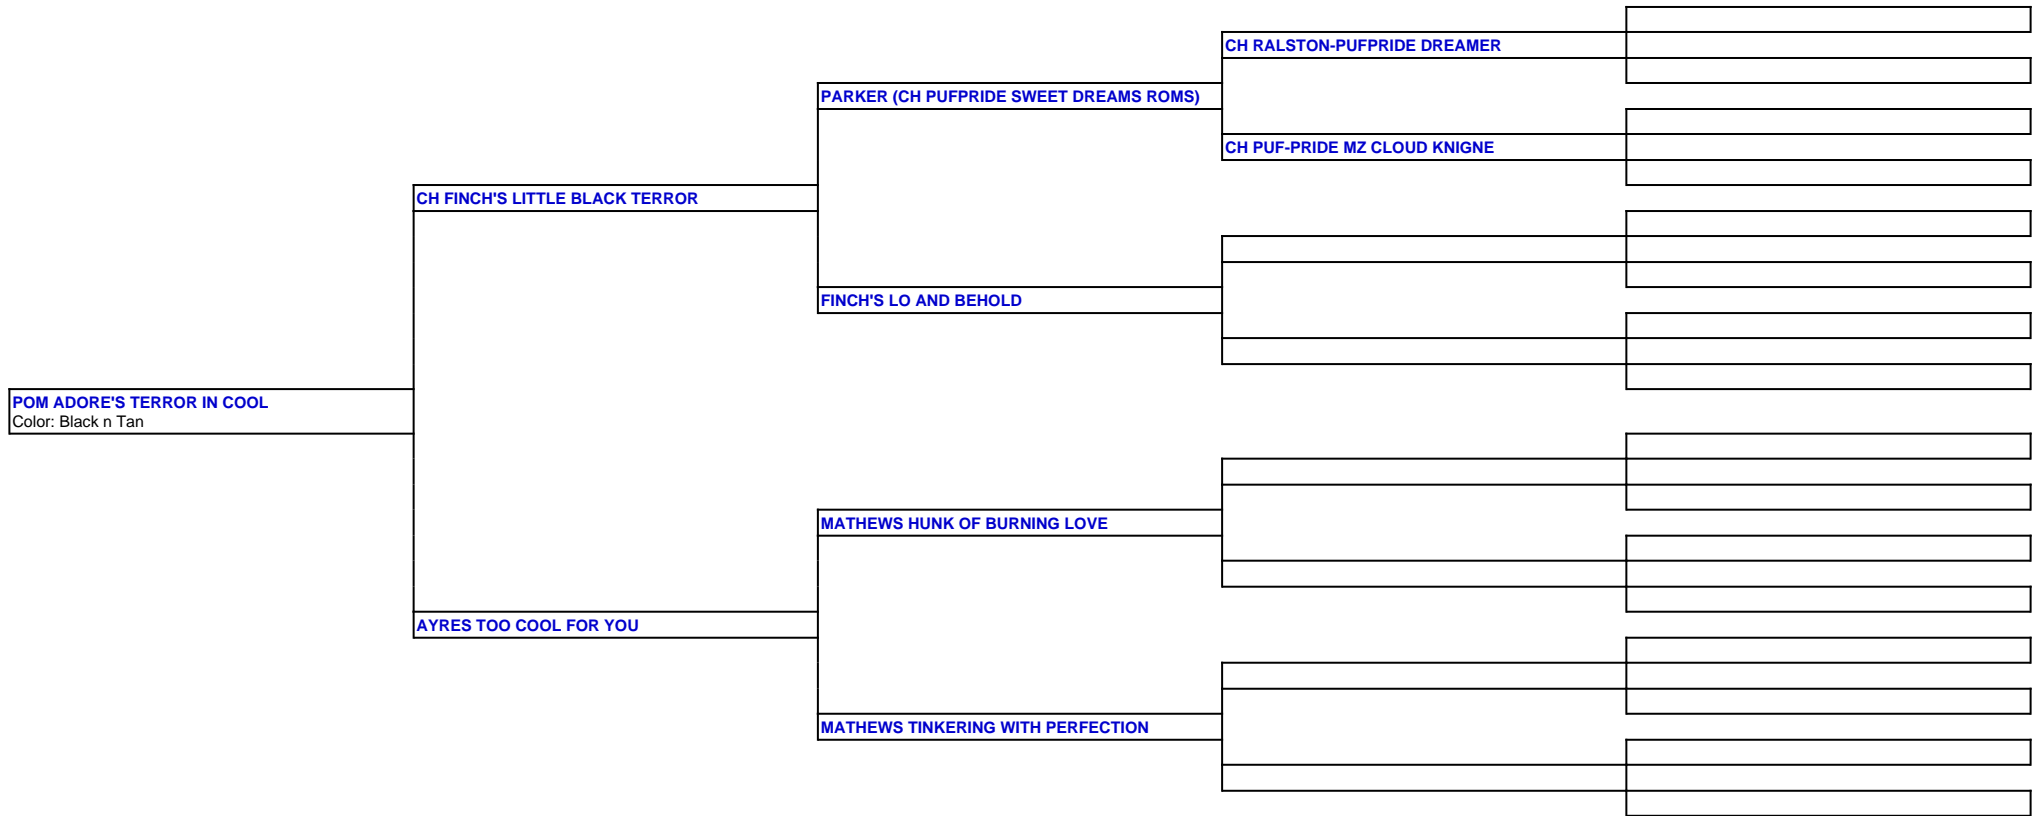 CH RALSTON-PUFPRIDE DREAMER
PARKER (CH PUFPRIDE SWEET DREAMS ROMS)
CH PUF-PRIDE MZ CLOUD KNIGNE
CH FINCH'S LITTLE BLACK TERROR
FINCH'S LO AND BEHOLD
POM ADORE'S TERROR IN COOL
Color: Black n Tan
MATHEWS HUNK OF BURNING LOVE
AYRES TOO COOL FOR YOU
MATHEWS TINKERING WITH PERFECTION